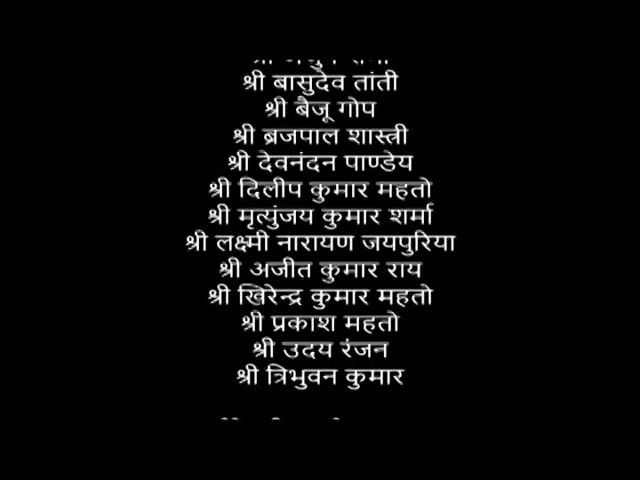 श्री बासुदेव तांती
श्री बैजू गोप
श्री ब्रजपाल शास्त्री
श्री देवनंदन पाण्डेय
श्री दिलीप कुमार महतो
श्री मृत्युंजय कुमार शर्मा
श्री लक्ष्मी नारायण जयपुरिया
श्री अजीत कुमार राय
श्री खिरेन्द्र कुमार महतो
श्री प्रकाश महतो
श्री उदय रंजन
श्री त्रिभुवन कुमार